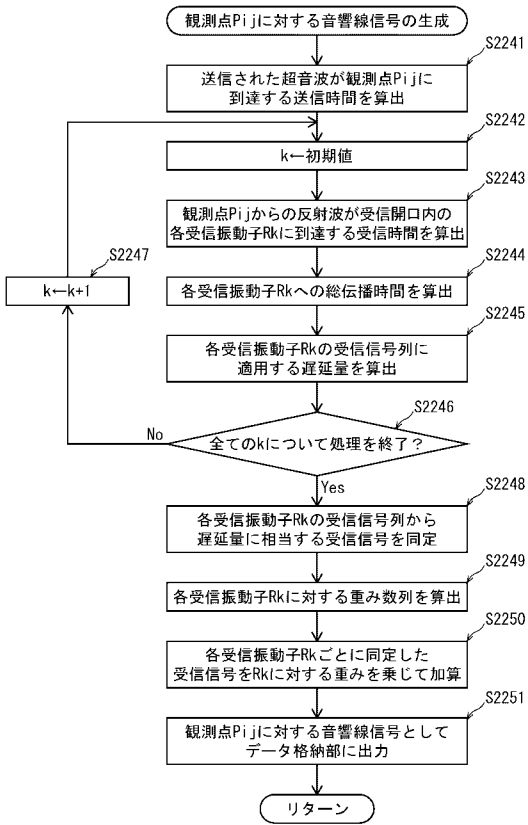 観測点Pijに対する音響線信号の生成
S2241
送信された超音波が観測点Pijに
到達する送信時間を算出
S2242
k←初期値
S2243
観測点Pijからの反射波が受信開口内の
各受信振動子Rkに到達する受信時間を算出
S2247
k←k+1
S2244
各受信振動子Rkへの総伝播時間を算出
S2245
各受信振動子Rkの受信信号列に
適用する遅延量を算出
S2246
全てのkについて処理を終了?
No
Yes
S2248
各受信振動子Rkの受信信号列から
遅延量に相当する受信信号を同定
S2249
各受信振動子Rkに対する重み数列を算出
S2250
各受信振動子Rkごとに同定した
受信信号をRkに対する重みを乗じて加算
S2251
観測点Pijに対する音響線信号として
データ格納部に出力
リターン